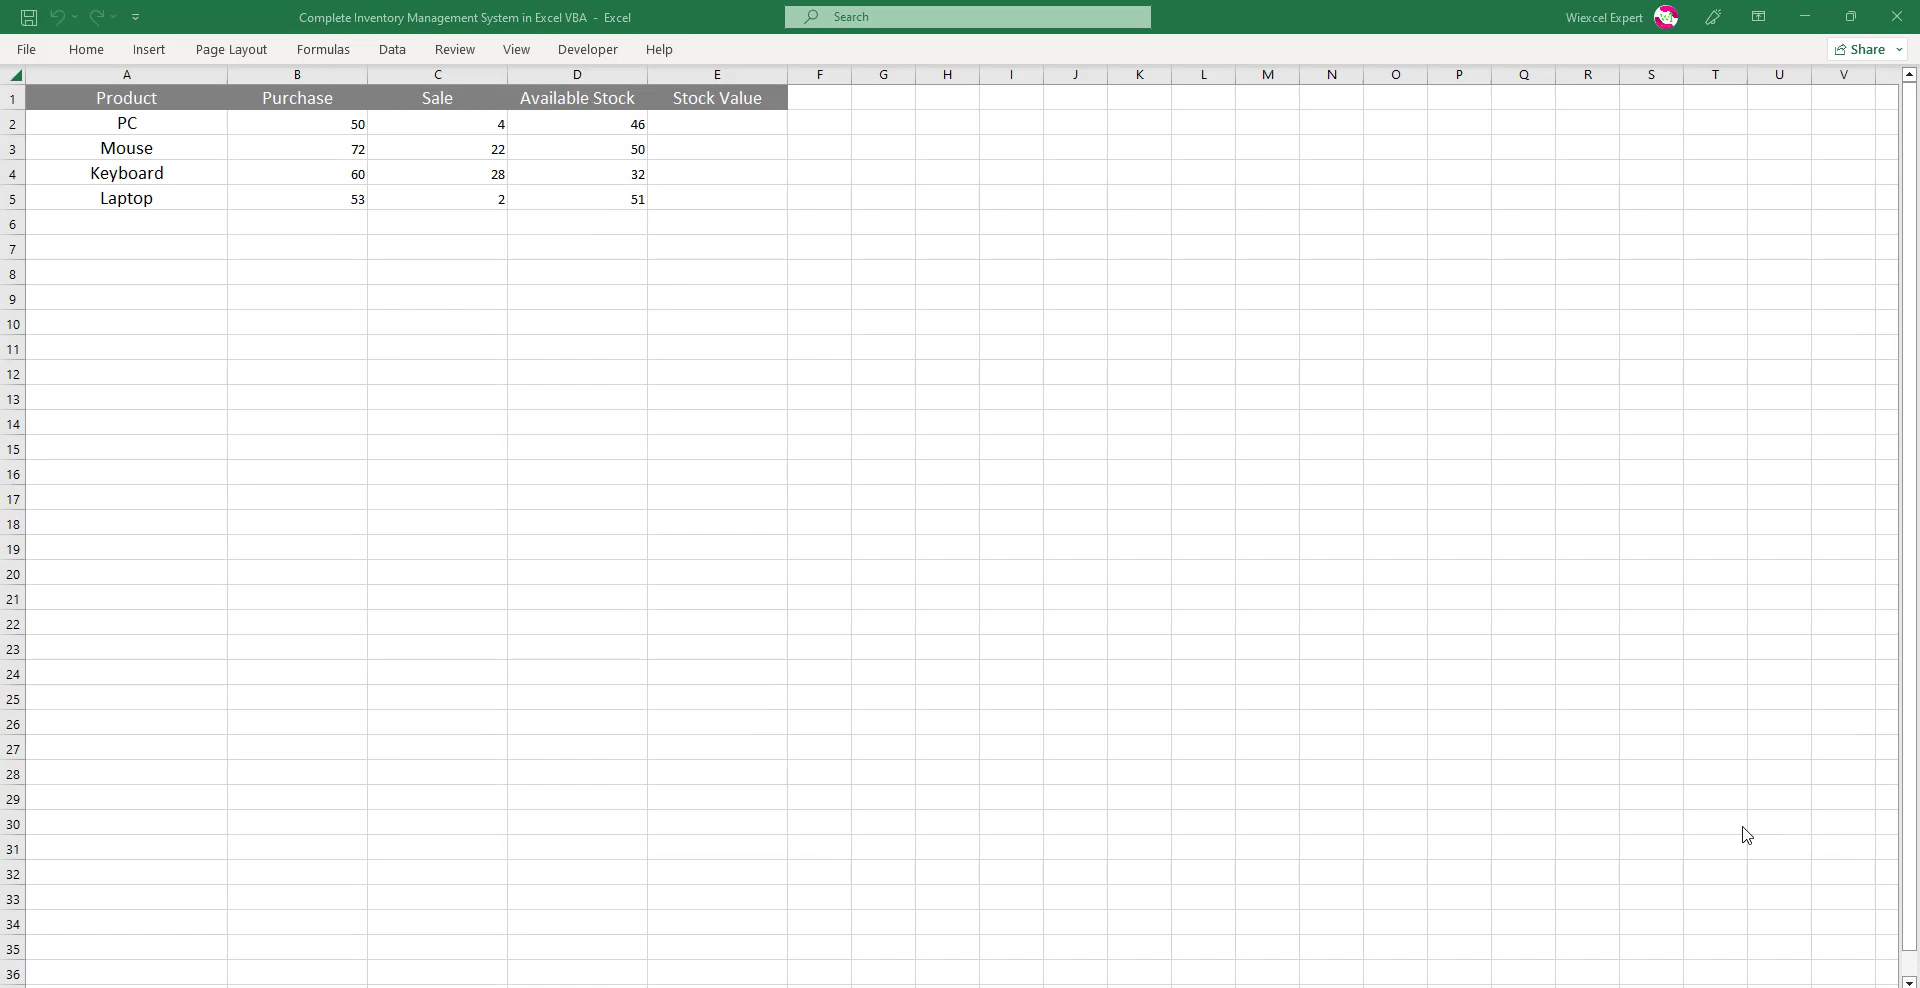 Complete Inventory Management System in Excel VBA - Excel
Search
Wiexcel Expert
File Home Insert Page Layout Formulas Data Review View Developer Help
Share
A B C D E F G H I J K L M N O P Q R S T U V
1 Product Purchase Sale Available Stock Stock Value
2 PC 50 4 46
3 Mouse 72 22 50
4 Keyboard 60 28 32
5 Laptop 53 2 51
6
7
8
9
10
11
12
13
14
15
16
17
18
19
20
21
22
23
24
25
26
27
28
29
30
31
32
33
34
35
36